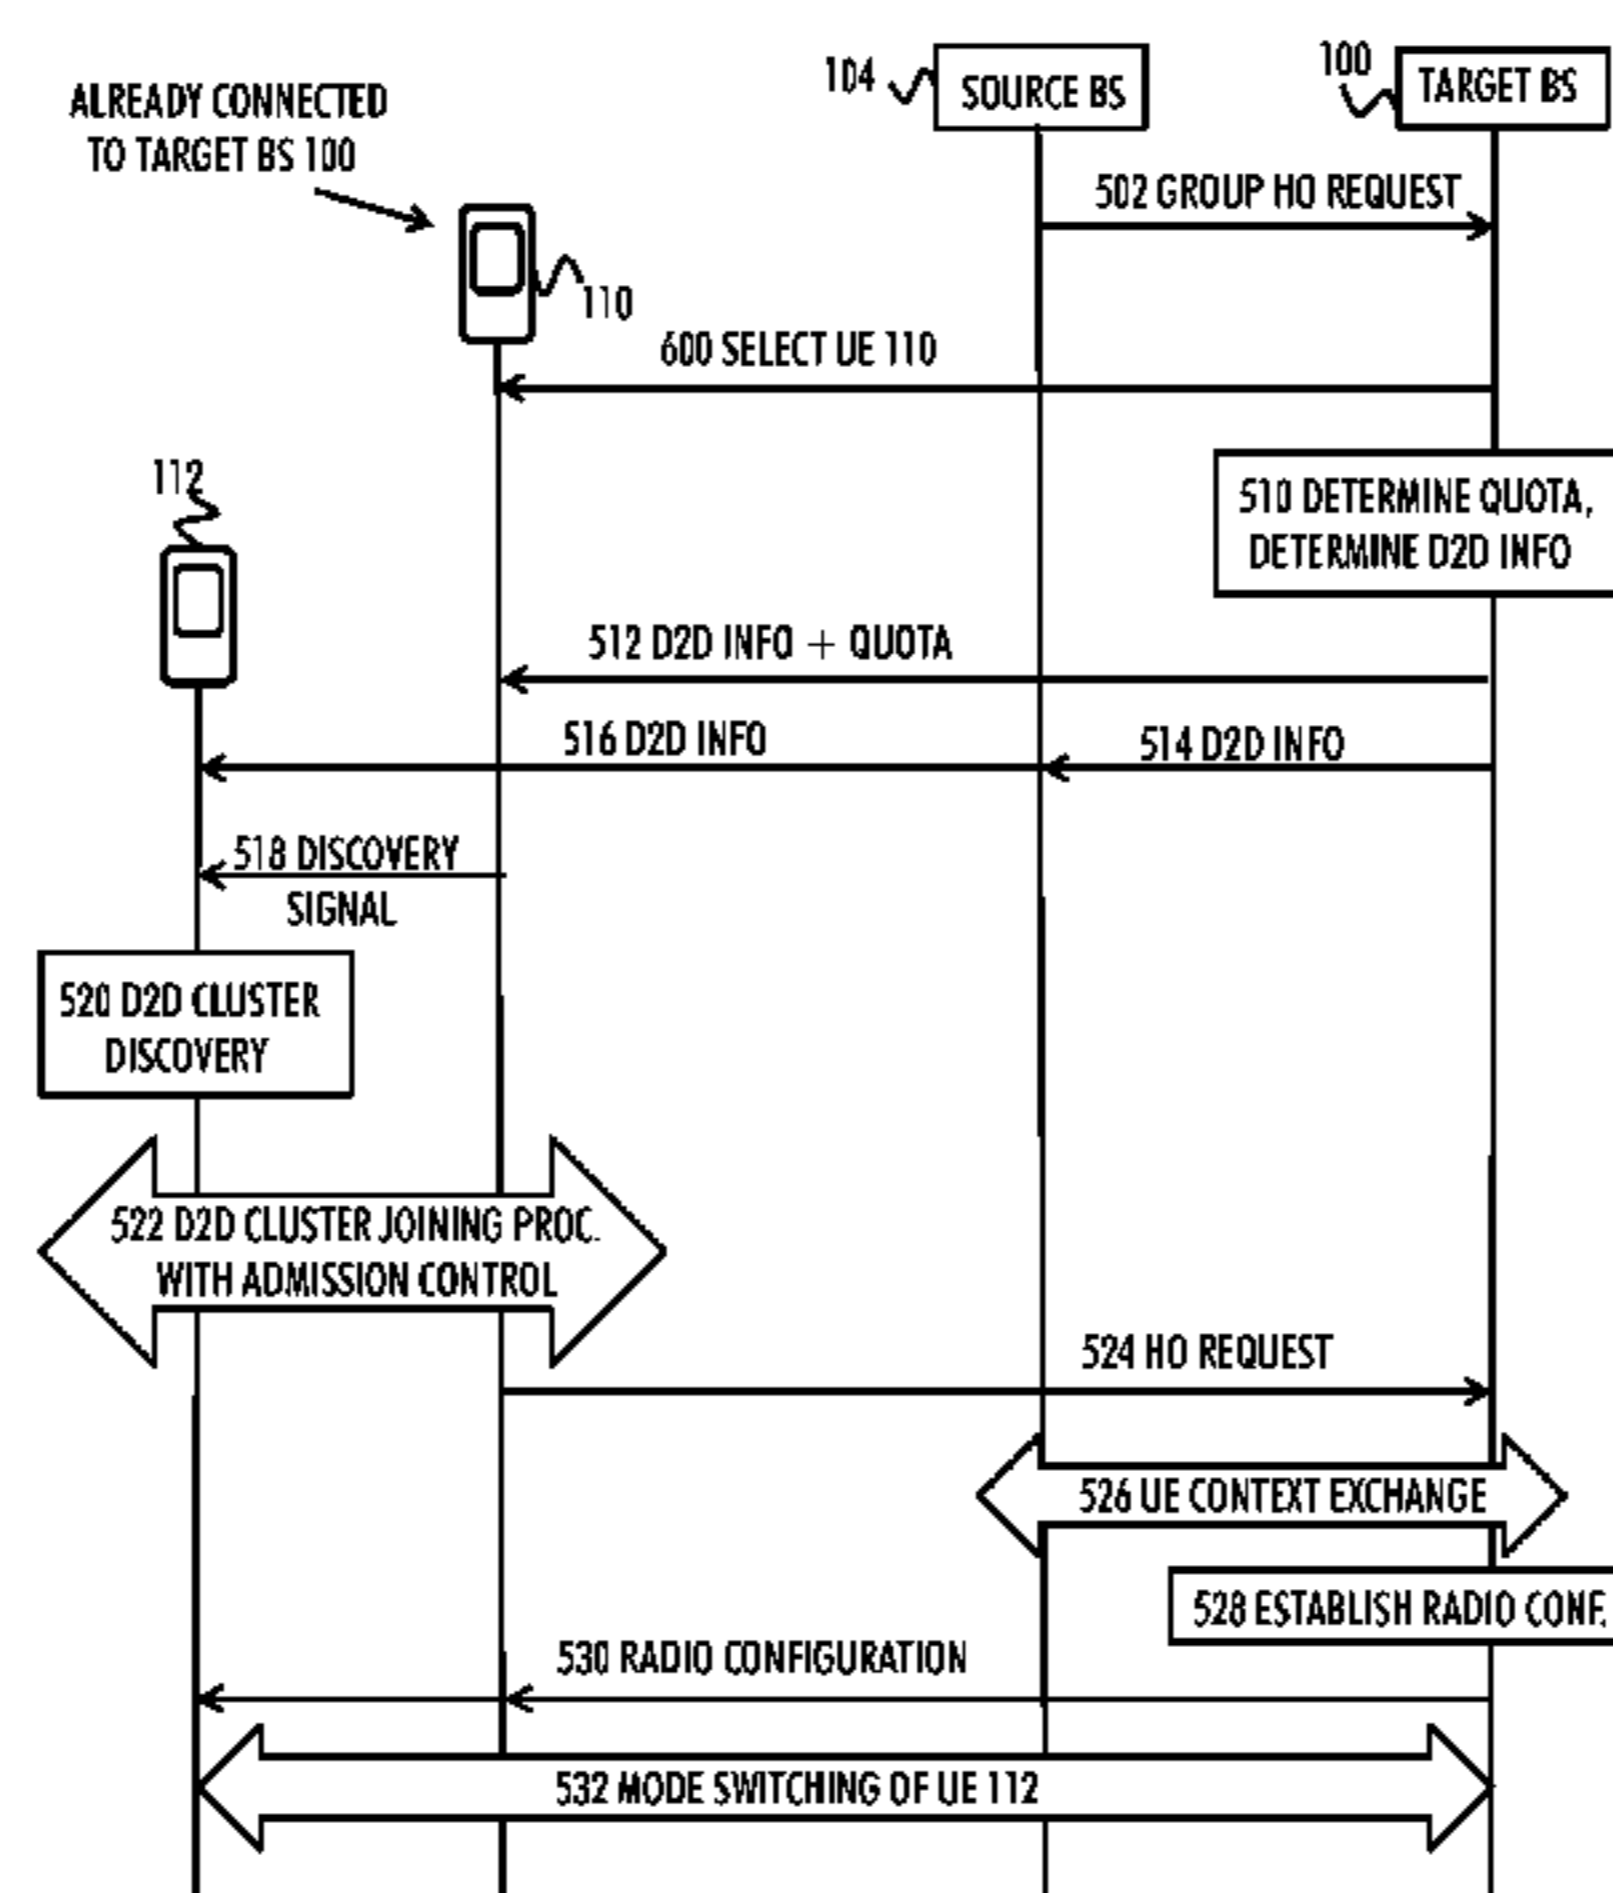 104
SOURCE BS
100
TARGET BS
ALREADY CONNECTED
TO TARGET BS 100
502 GROUP HO REQUEST
110
600 SELECT UE 110
112
510 DETERMINE QUOTA,
DETERMINE D2D INFO
512 D2D INFO + QUOTA
516 D2D INFO
514 D2D INFO
518 DISCOVERY
SIGNAL
520 D2D CLUSTER
DISCOVERY
522 D2D CLUSTER JOINING PROC.
WITH ADMISSION CONTROL
524 HO REQUEST
526 UE CONTEXT EXCHANGE
528 ESTABLISH RADIO CONF.
530 RADIO CONFIGURATION
532 MODE SWITCHING OF UE 112